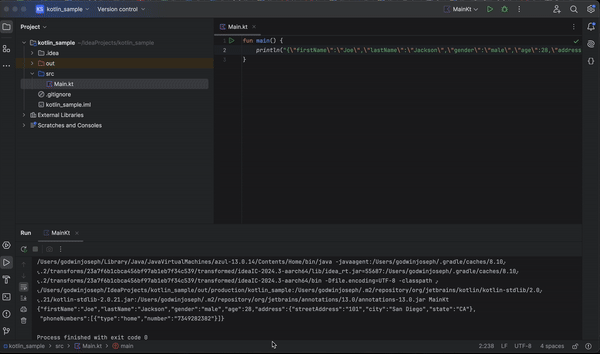 KS kotlin_sample Version control MainKt
Project
Main.kt
kotlin_sample ~/IdeaProjects/kotlin_sample
.idea
out
src
Main.kt
.gitignore
kotlin_sample.iml
External Libraries
Scratches and Consoles
1 fun main() {
2 println("{\"firstName\":\"Joe\",\"lastName\":\"Jackson\",\"gender\":\"male\",\"age\":28,\"address
3 }
Run MainKt
/Users/godwinjoseph/Library/Java/JavaVirtualMachines/azul-13.0.14/Contents/Home/bin/java -javaagent:/Users/godwinjoseph/.gradle/caches/8.10
.2/transforms/23a7f6b1cbca456bf97ab1eb7f34c539/transformed/ideaIC-2024.3-aarch64/lib/idea_rt.jar=55687:/Users/godwinjoseph/.gradle/caches/8.10
.2/transforms/23a7f6b1cbca456bf97ab1eb7f34c539/transformed/ideaIC-2024.3-aarch64/bin -Dfile.encoding=UTF-8 -classpath
/Users/godwinjoseph/IdeaProjects/kotlin_sample/out/production/kotlin_sample:/Users/godwinjoseph/.m2/repository/org/jetbrains/kotlin/kotlin-stdlib/2.0
.21/kotlin-stdlib-2.0.21.jar:/Users/godwinjoseph/.m2/repository/org/jetbrains/annotations/13.0/annotations-13.0.jar MainKt
{"firstName":"Joe","lastName":"Jackson","gender":"male","age":28,"address":{"streetAddress":"101","city":"San Diego","state":"CA"},
"phoneNumbers":[{"type":"home","number":"7349282382"}]}
Process finished with exit code 0
kotlin_sample > src > Main.kt > main 2:238 LF UTF-8 4 spaces